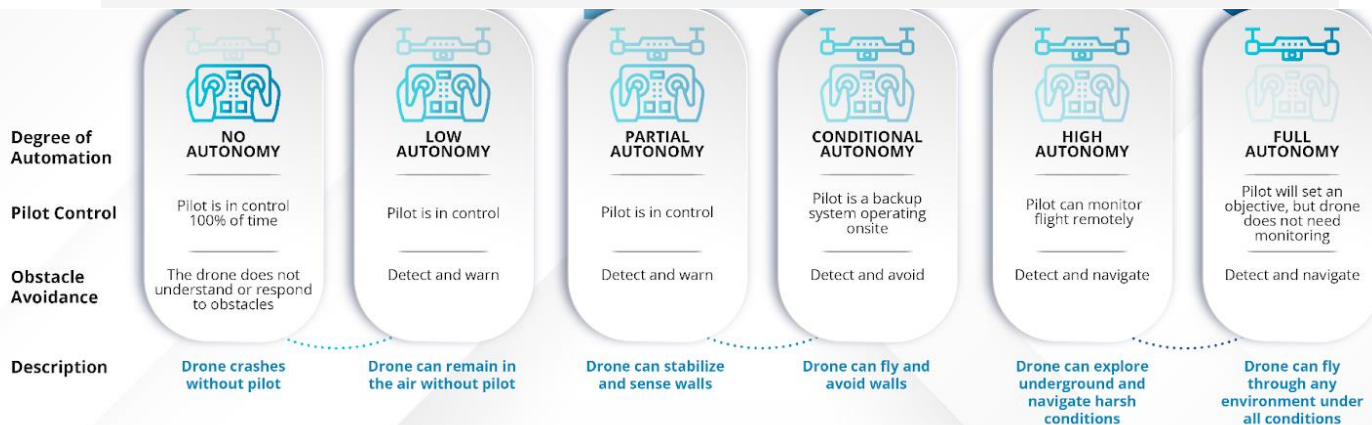 Degree of
Automation
NO
AUTONOMY
LOW
AUTONOMY
PARTIAL
AUTONOMY
CONDITIONAL
AUTONOMY
HIGH
AUTONOMY
FULL
AUTONOMY
Pilot Control
Pilot is in control
100% of time
Pilot is in control
Pilot is in control
Pilot is a backup
system operating
onsite
Pilot can monitor
flight remotely
Pilot will set an
objective, but drone
does not need
monitoring
Obstacle
Avoidance
The drone does not
understand or respond
to obstacles
Detect and warn
Detect and warn
Detect and avoid
Detect and navigate
Detect and navigate
Description
Drone crashes
without pilot
Drone can remain in
the air without pilot
Drone can stabilize
and sense walls
Drone can fly and
avoid walls
Drone can explore
underground and
navigate harsh
conditions
Drone can fly
through any
environment under
all conditions